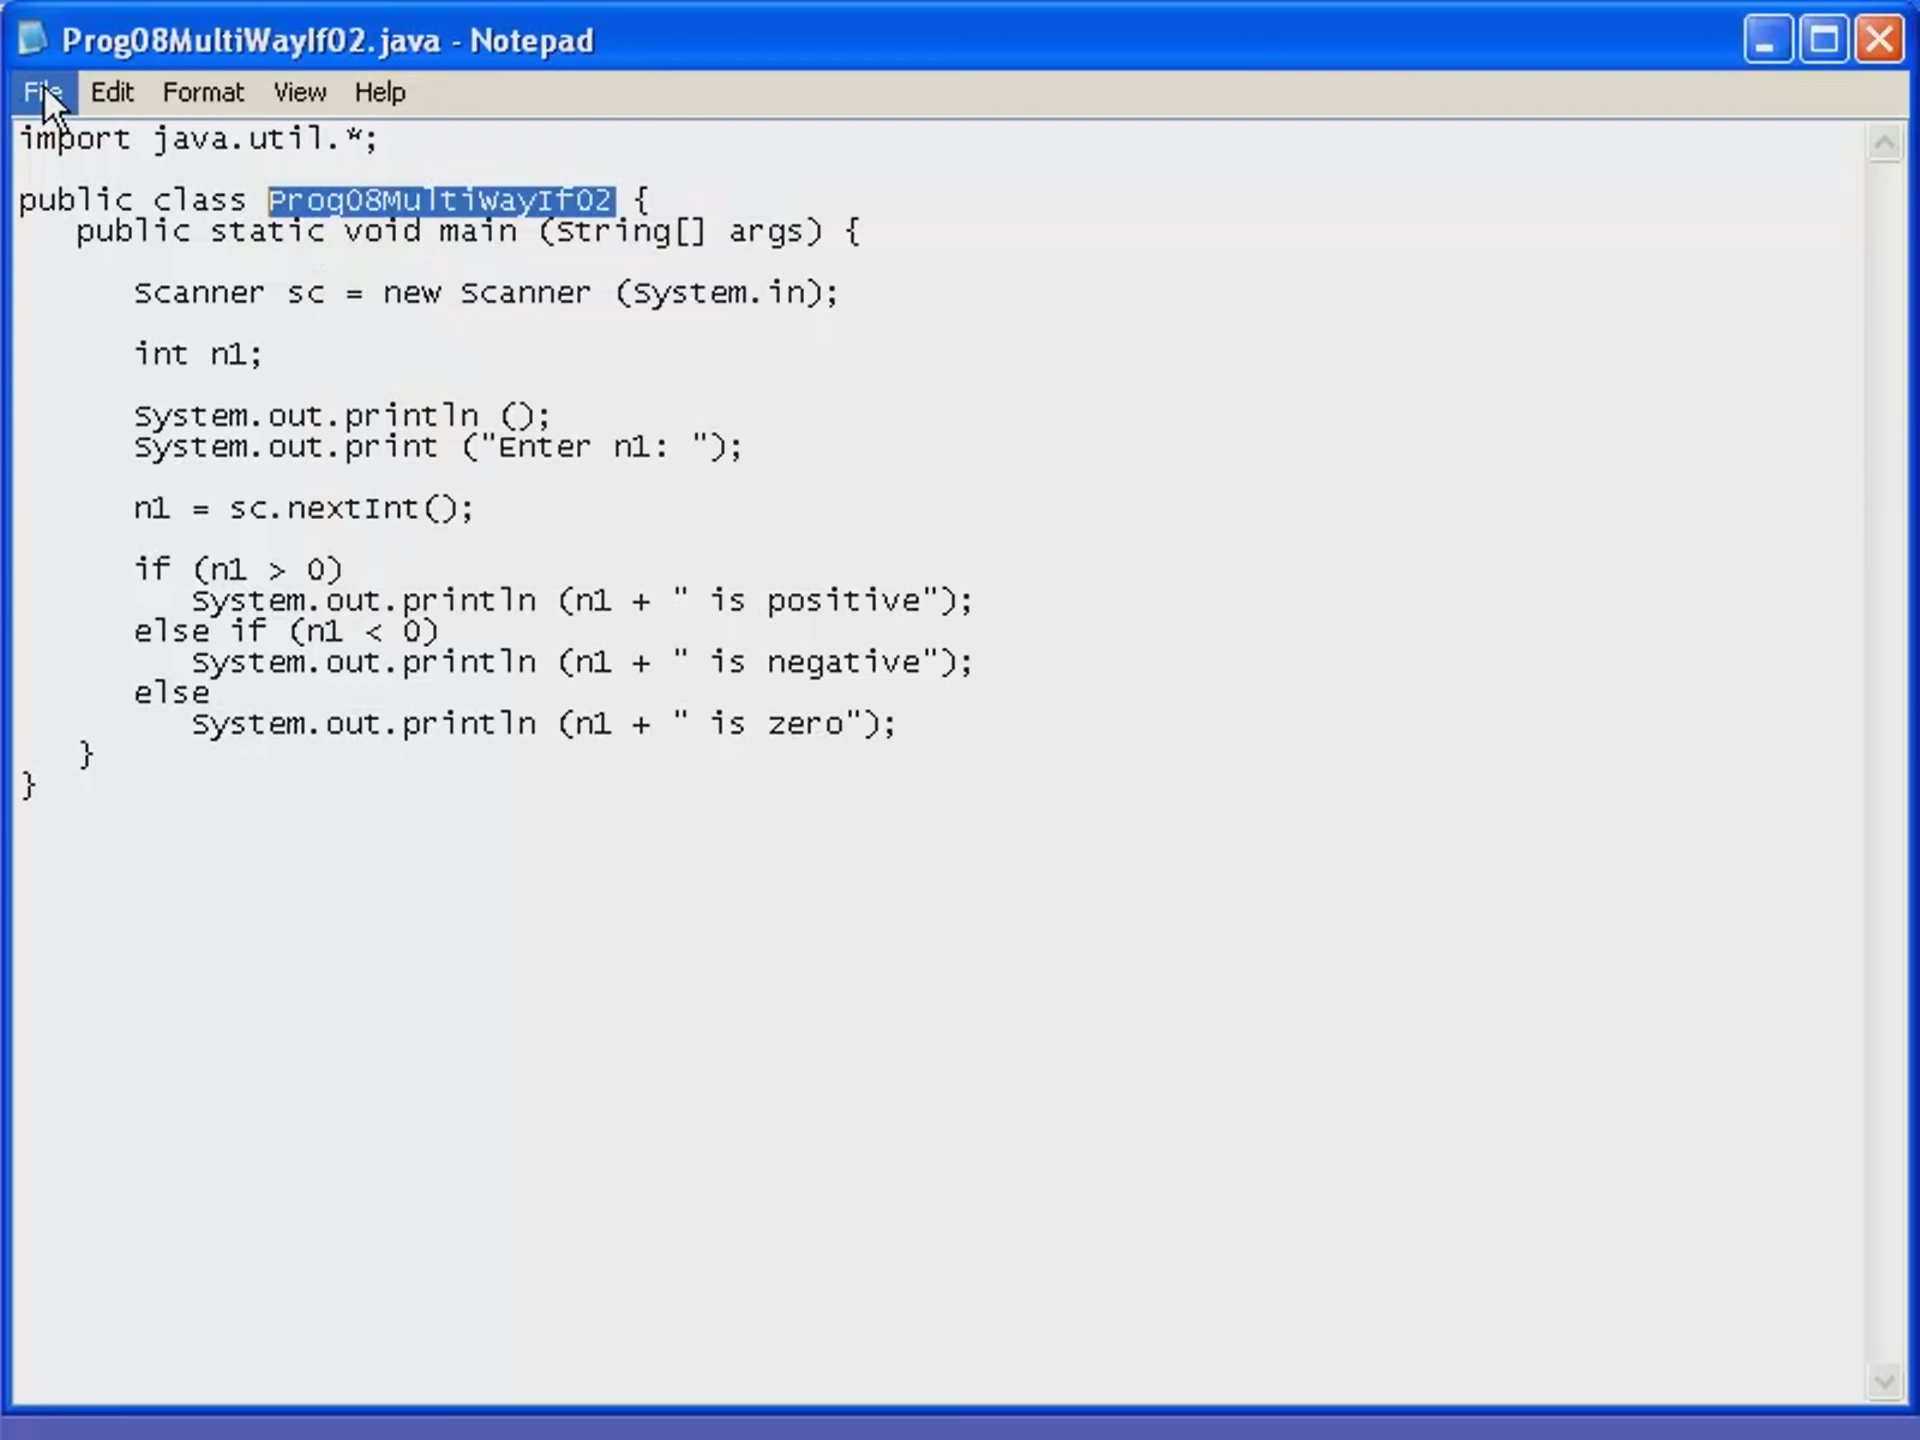 Prog08MultiWayIf02.java - Notepad
File Edit Format View Help
import java.util.*;
public class Prog08MultiWayIf02 {
public static void main (String[] args) {
Scanner sc = new Scanner (System.in);
int n1;
System.out.println ();
System.out.print ("Enter n1: ");
n1 = sc.nextInt();
if (n1 > 0)
System.out.println (n1 + " is positive");
else if (n1 < 0)
System.out.println (n1 + " is negative");
else
System.out.println (n1 + " is zero");
}
}